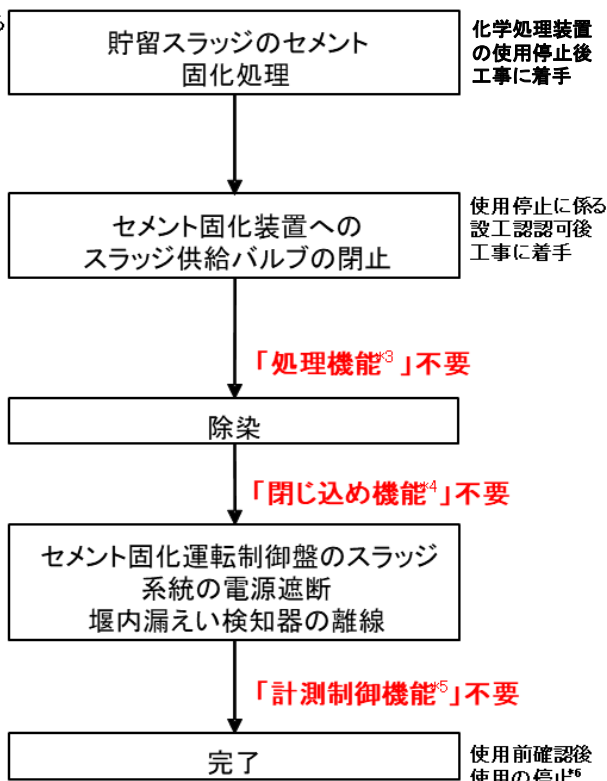 る
貯留スラッジのセメント
固化処理
化学処理装置
の使用停止後
工事に着手
セメント固化装置への
スラッジ供給バルブの閉止
使用停止に係る
設工認認可後
工事に着手
「処理機能*3」不要
除染
「閉じ込め機能*4」不要
セメント固化運転制御盤のスラッジ
系統の電源遮断
堰内漏えい検知器の離線
「計測制御機能*5」不要
完了
使用前確認後
使用の停止*6